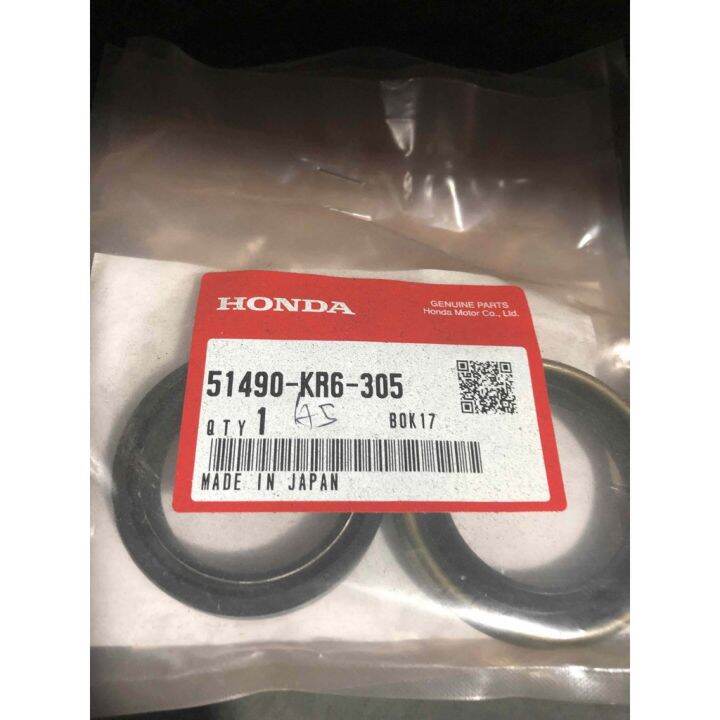 HONDA
GENUINE PARTS
Honda Motor Co., Ltd.
51490-KR6-305
QTY 1
BOK17
MADE IN JAPAN